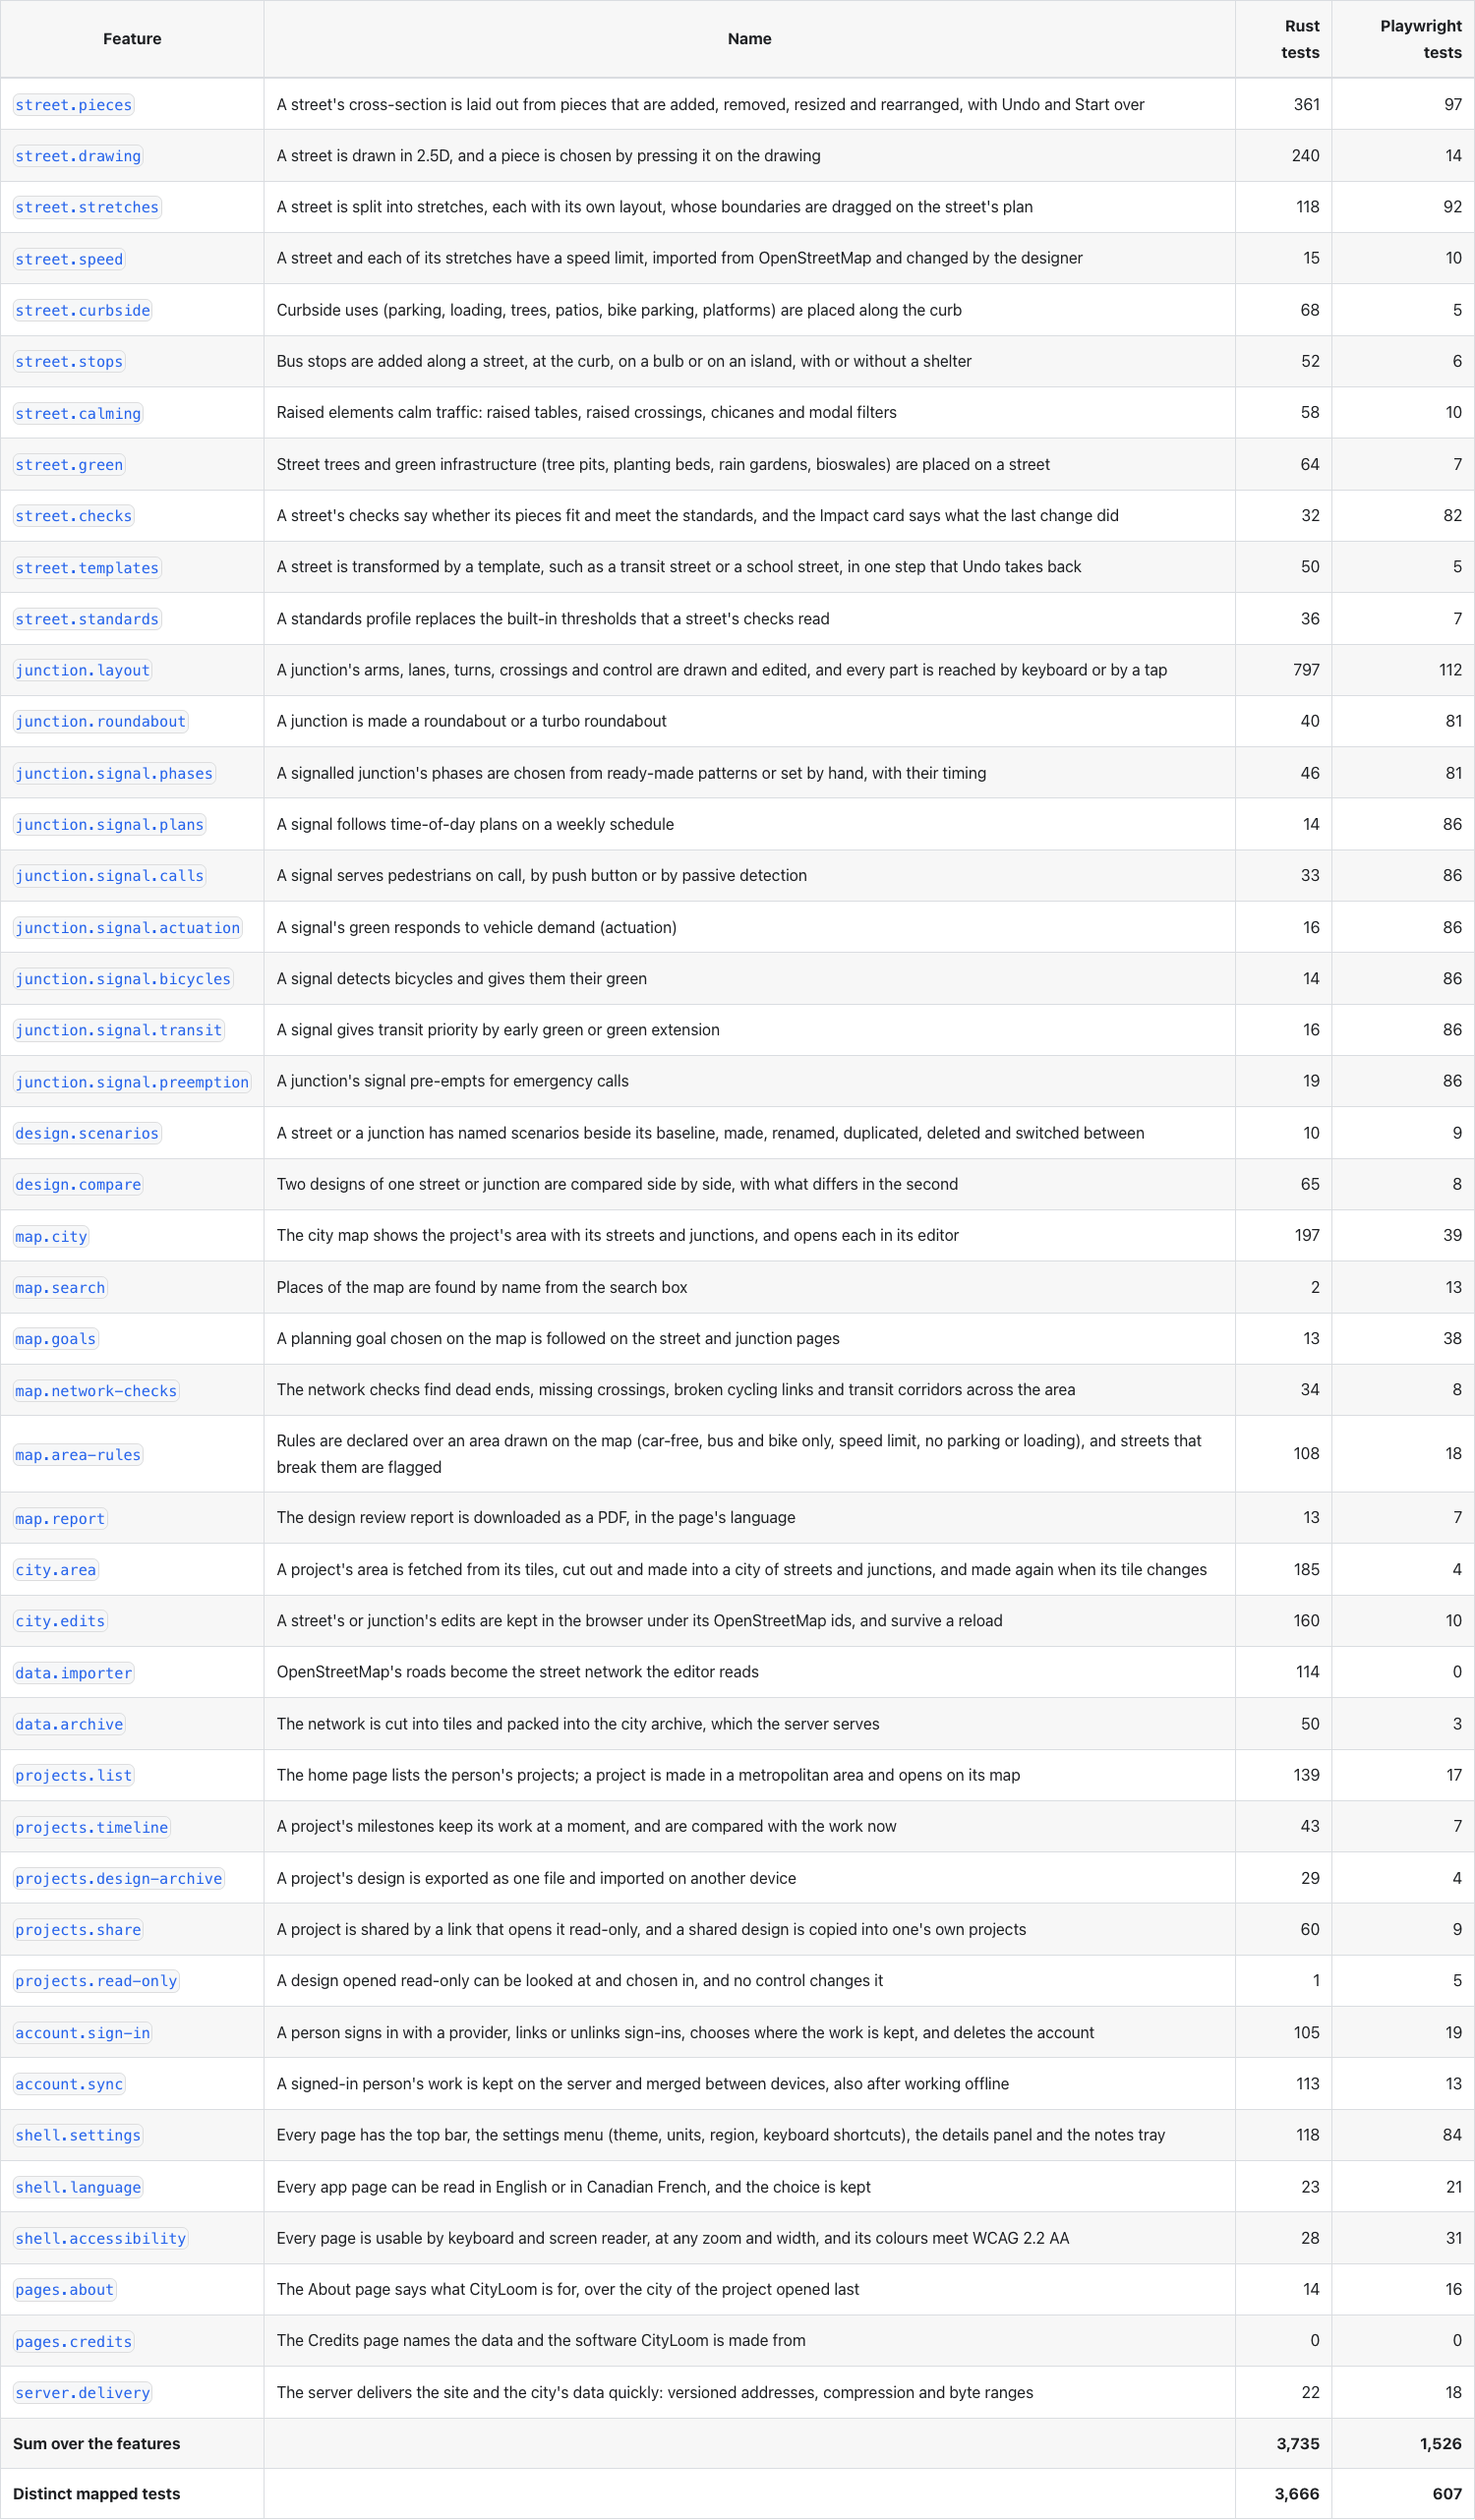 Feature Name Rust tests Playwright tests
street.pieces A street's cross-section is laid out from pieces that are added, removed, resized and rearranged, with Undo and Start over 361 97
street.drawing A street is drawn in 2.5D, and a piece is chosen by pressing it on the drawing 240 14
street.stretches A street is split into stretches, each with its own layout, whose boundaries are dragged on the street's plan 118 92
street.speed A street and each of its stretches have a speed limit, imported from OpenStreetMap and changed by the designer 15 10
street.curbside Curbside uses (parking, loading, trees, patios, bike parking, platforms) are placed along the curb 68 5
street.stops Bus stops are added along a street, at the curb, on a bulb or on an island, with or without a shelter 52 6
street.calming Raised elements calm traffic: raised tables, raised crossings, chicanes and modal filters 58 10
street.green Street trees and green infrastructure (tree pits, planting beds, rain gardens, bioswales) are placed on a street 64 7
street.checks A street's checks say whether its pieces fit and meet the standards, and the Impact card says what the last change did 32 82
street.templates A street is transformed by a template, such as a transit street or a school street, in one step that Undo takes back 50 5
street.standards A standards profile replaces the built-in thresholds that a street's checks read 36 7
junction.layout A junction's arms, lanes, turns, crossings and control are drawn and edited, and every part is reached by keyboard or by a tap 797 112
junction.roundabout A junction is made a roundabout or a turbo roundabout 40 81
junction.signal.phases A signalled junction's phases are chosen from ready-made patterns or set by hand, with their timing 46 81
junction.signal.plans A signal follows time-of-day plans on a weekly schedule 14 86
junction.signal.calls A signal serves pedestrians on call, by push button or by passive detection 33 86
junction.signal.actuation A signal's green responds to vehicle demand (actuation) 16 86
junction.signal.bicycles A signal detects bicycles and gives them their green 14 86
junction.signal.transit A signal gives transit priority by early green or green extension 16 86
junction.signal.preemption A junction's signal pre-empts for emergency calls 19 86
design.scenarios A street or a junction has named scenarios beside its baseline, made, renamed, duplicated, deleted and switched between 10 9
design.compare Two designs of one street or junction are compared side by side, with what differs in the second 65 8
map.city The city map shows the project's area with its streets and junctions, and opens each in its editor 197 39
map.search Places of the map are found by name from the search box 2 13
map.goals A planning goal chosen on the map is followed on the street and junction pages 13 38
map.network-checks The network checks find dead ends, missing crossings, broken cycling links and transit corridors across the area 34 8
map.area-rules Rules are declared over an area drawn on the map (car-free, bus and bike only, speed limit, no parking or loading), and streets that
break them are flagged 108 18
map.report The design review report is downloaded as a PDF, in the page's language 13 7
city.area A project's area is fetched from its tiles, cut out and made into a city of streets and junctions, and made again when its tile changes 185 4
city.edits A street's or junction's edits are kept in the browser under its OpenStreetMap ids, and survive a reload 160 10
data.importer OpenStreetMap's roads become the street network the editor reads 114 0
data.archive The network is cut into tiles and packed into the city archive, which the server serves 50 3
projects.list The home page lists the person's projects; a project is made in a metropolitan area and opens on its map 139 17
projects.timeline A project's milestones keep its work at a moment, and are compared with the work now 43 7
projects.design-archive A project's design is exported as one file and imported on another device 29 4
projects.share A project is shared by a link that opens it read-only, and a shared design is copied into one's own projects 60 9
projects.read-only A design opened read-only can be looked at and chosen in, and no control changes it 1 5
account.sign-in A person signs in with a provider, links or unlinks sign-ins, chooses where the work is kept, and deletes the account 105 19
account.sync A signed-in person's work is kept on the server and merged between devices, also after working offline 113 13
shell.settings Every page has the top bar, the settings menu (theme, units, region, keyboard shortcuts), the details panel and the notes tray 118 84
shell.language Every app page can be read in English or in Canadian French, and the choice is kept 23 21
shell.accessibility Every page is usable by keyboard and screen reader, at any zoom and width, and its colours meet WCAG 2.2 AA 28 31
pages.about The About page says what CityLoom is for, over the city of the project opened last 14 16
pages.credits The Credits page names the data and the software CityLoom is made from 0 0
server.delivery The server delivers the site and the city's data quickly: versioned addresses, compression and byte ranges 22 18
Sum over the features 3,735 1,526
Distinct mapped tests 3,666 607